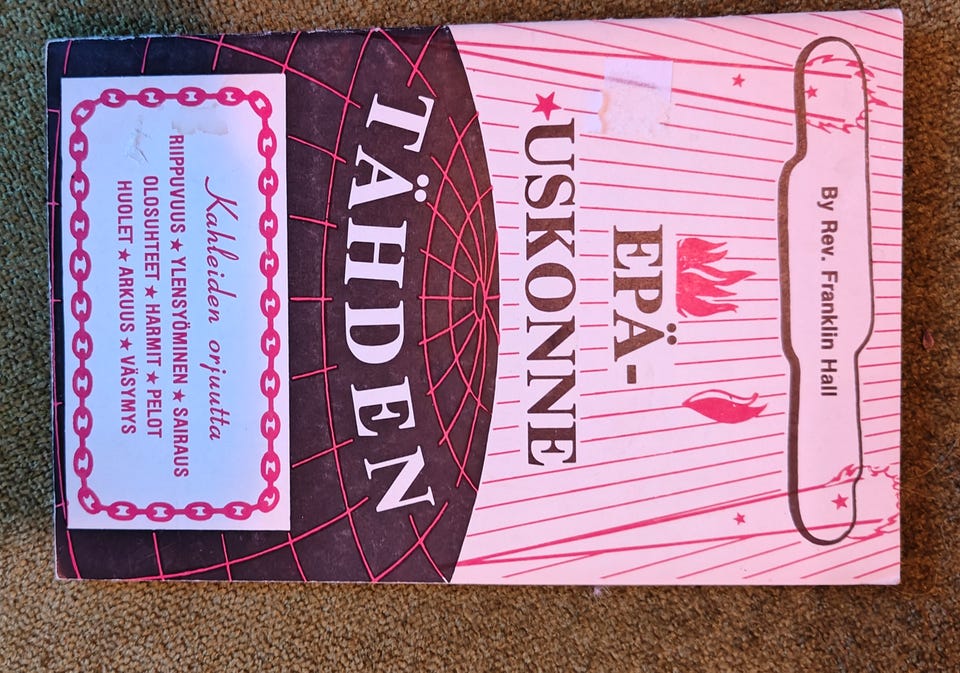 By Rev. Franklin Hall
EPÄ-
★USKONNE
TÄHDEN
Kahleiden orjuutta
RIIPPUVUUS ★ YLENSYÖMINEN ★ SAIRAUS
OLOSUHTEET ★ HARMIT ★ PELOT
HUOLET ★ ARKUUS ★ VÄSYMYS